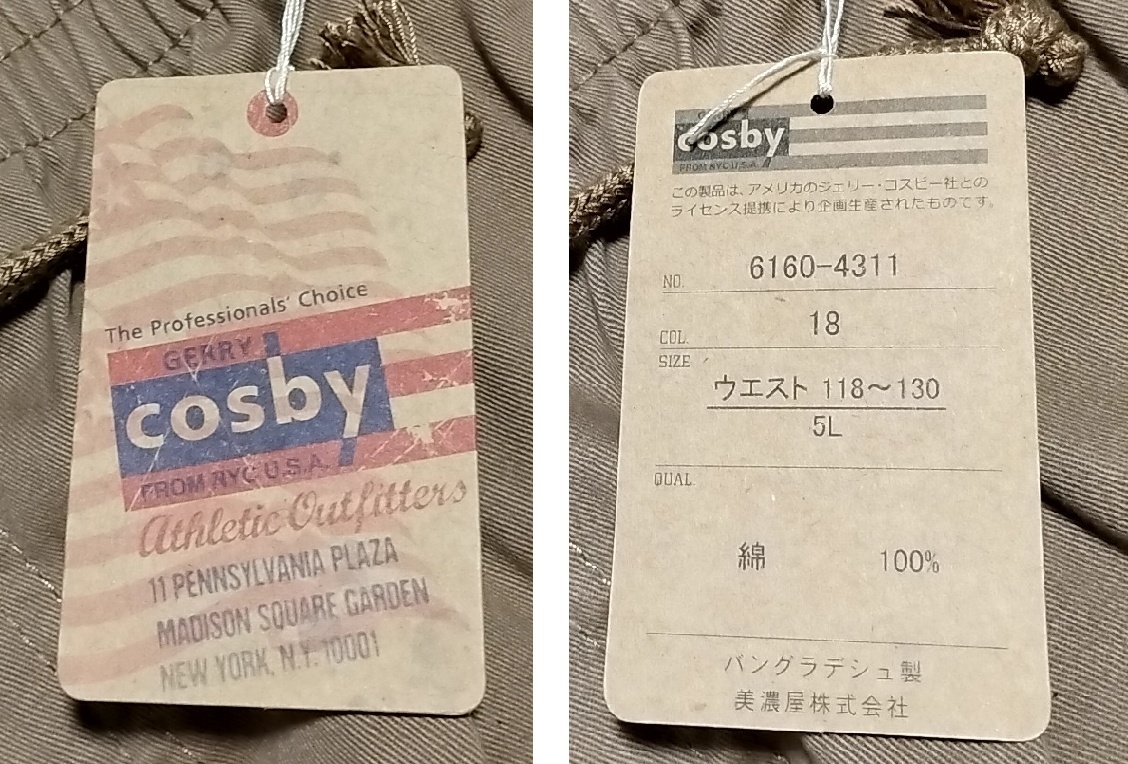 The Professionals' Choice
GERRY
cosby
FROM NYC U.S.A.
Athletic Outfitters
11 PENNSYLVANIA PLAZA
MADISON SQUARE GARDEN
NEW YORK, N.Y. 10001
cosby
FROM NYC U.S.A.
この製品は、アメリカのジェリー・コスビー社との
ライセンス提携により企画生産されたものです。
NO. 6160-4311
COL. 18
SIZE
ウエスト 118〜130
5L
QUAL.
綿 100%
バングラデシュ製
美濃屋株式会社